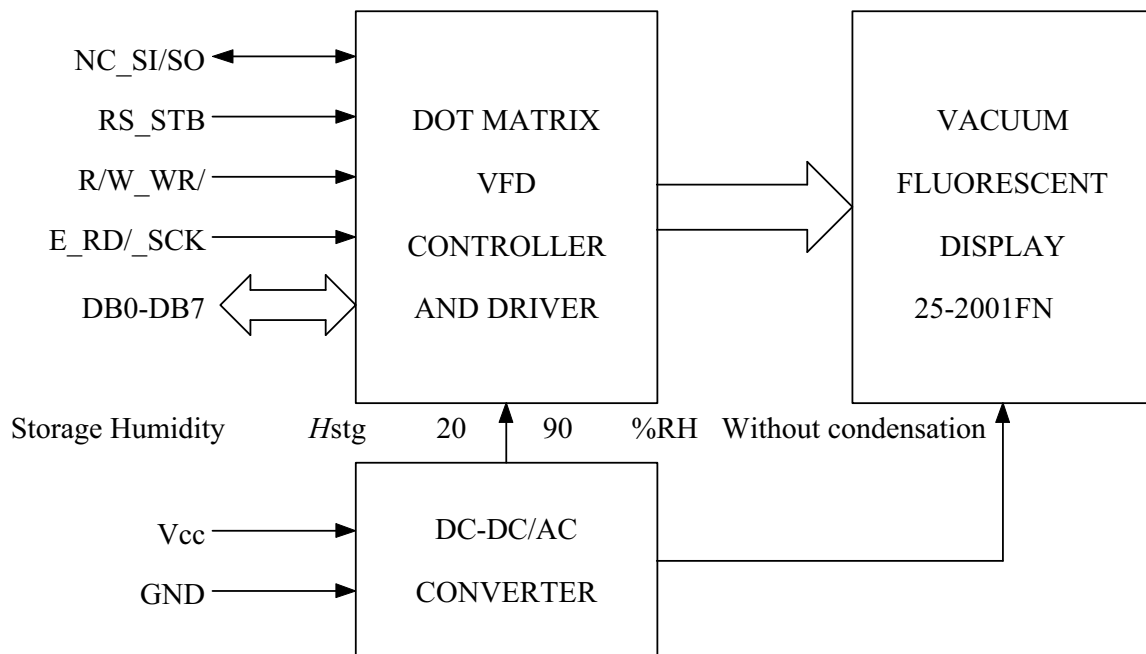 NC_SI/SO
RS_STB
R/W_WR/
E_RD/_SCK
DB0-DB7
DOT MATRIX
VFD
CONTROLLER
AND DRIVER
VACUUM
FLUORESCENT
DISPLAY
25-2001FN
Storage Humidity Hstg 20 90 %RH Without condensation
Vcc
GND
DC-DC/AC
CONVERTER